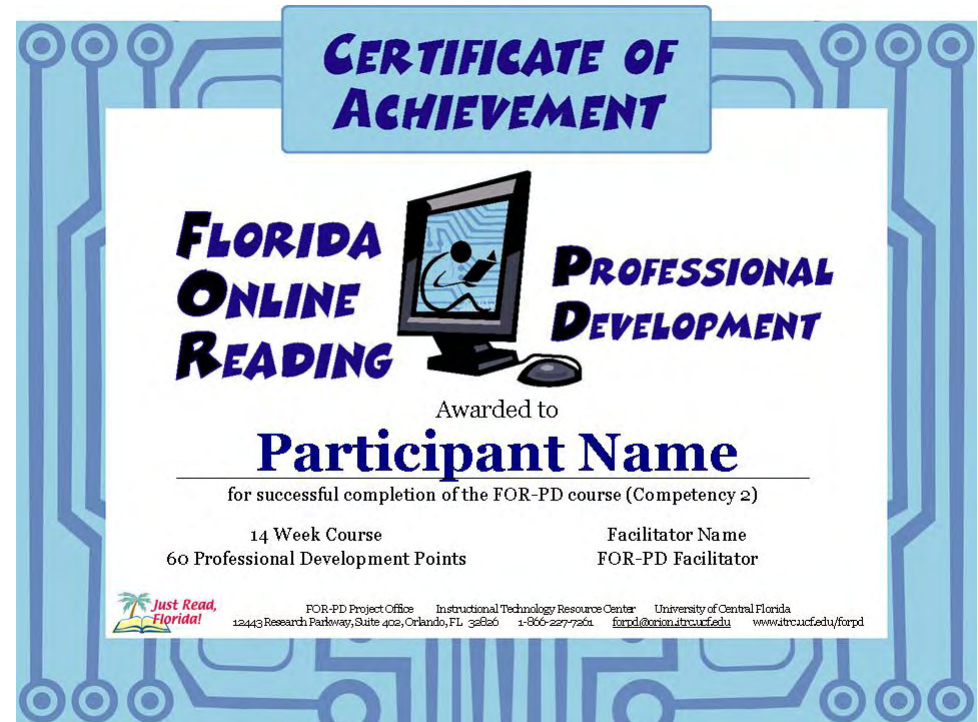 CERTIFICATE OF
ACHIEVEMENT
FLORIDA
ONLINE
READING
PROFESSIONAL
DEVELOPMENT
Awarded to
Participant Name
for successful completion of the FOR-PD course (Competency 2)
14 Week Course
60 Professional Development Points
Facilitator Name
FOR-PD Facilitator
Just Read,
Florida!
FOR-PD Project Office Instructional Technology Resource Center University of Central Florida
12443 Research Parkway, Suite 402, Orlando, FL 32826 1-866-227-7261 forpd@orion.itrc.ucf.edu www.itrc.ucf.edu/forpd